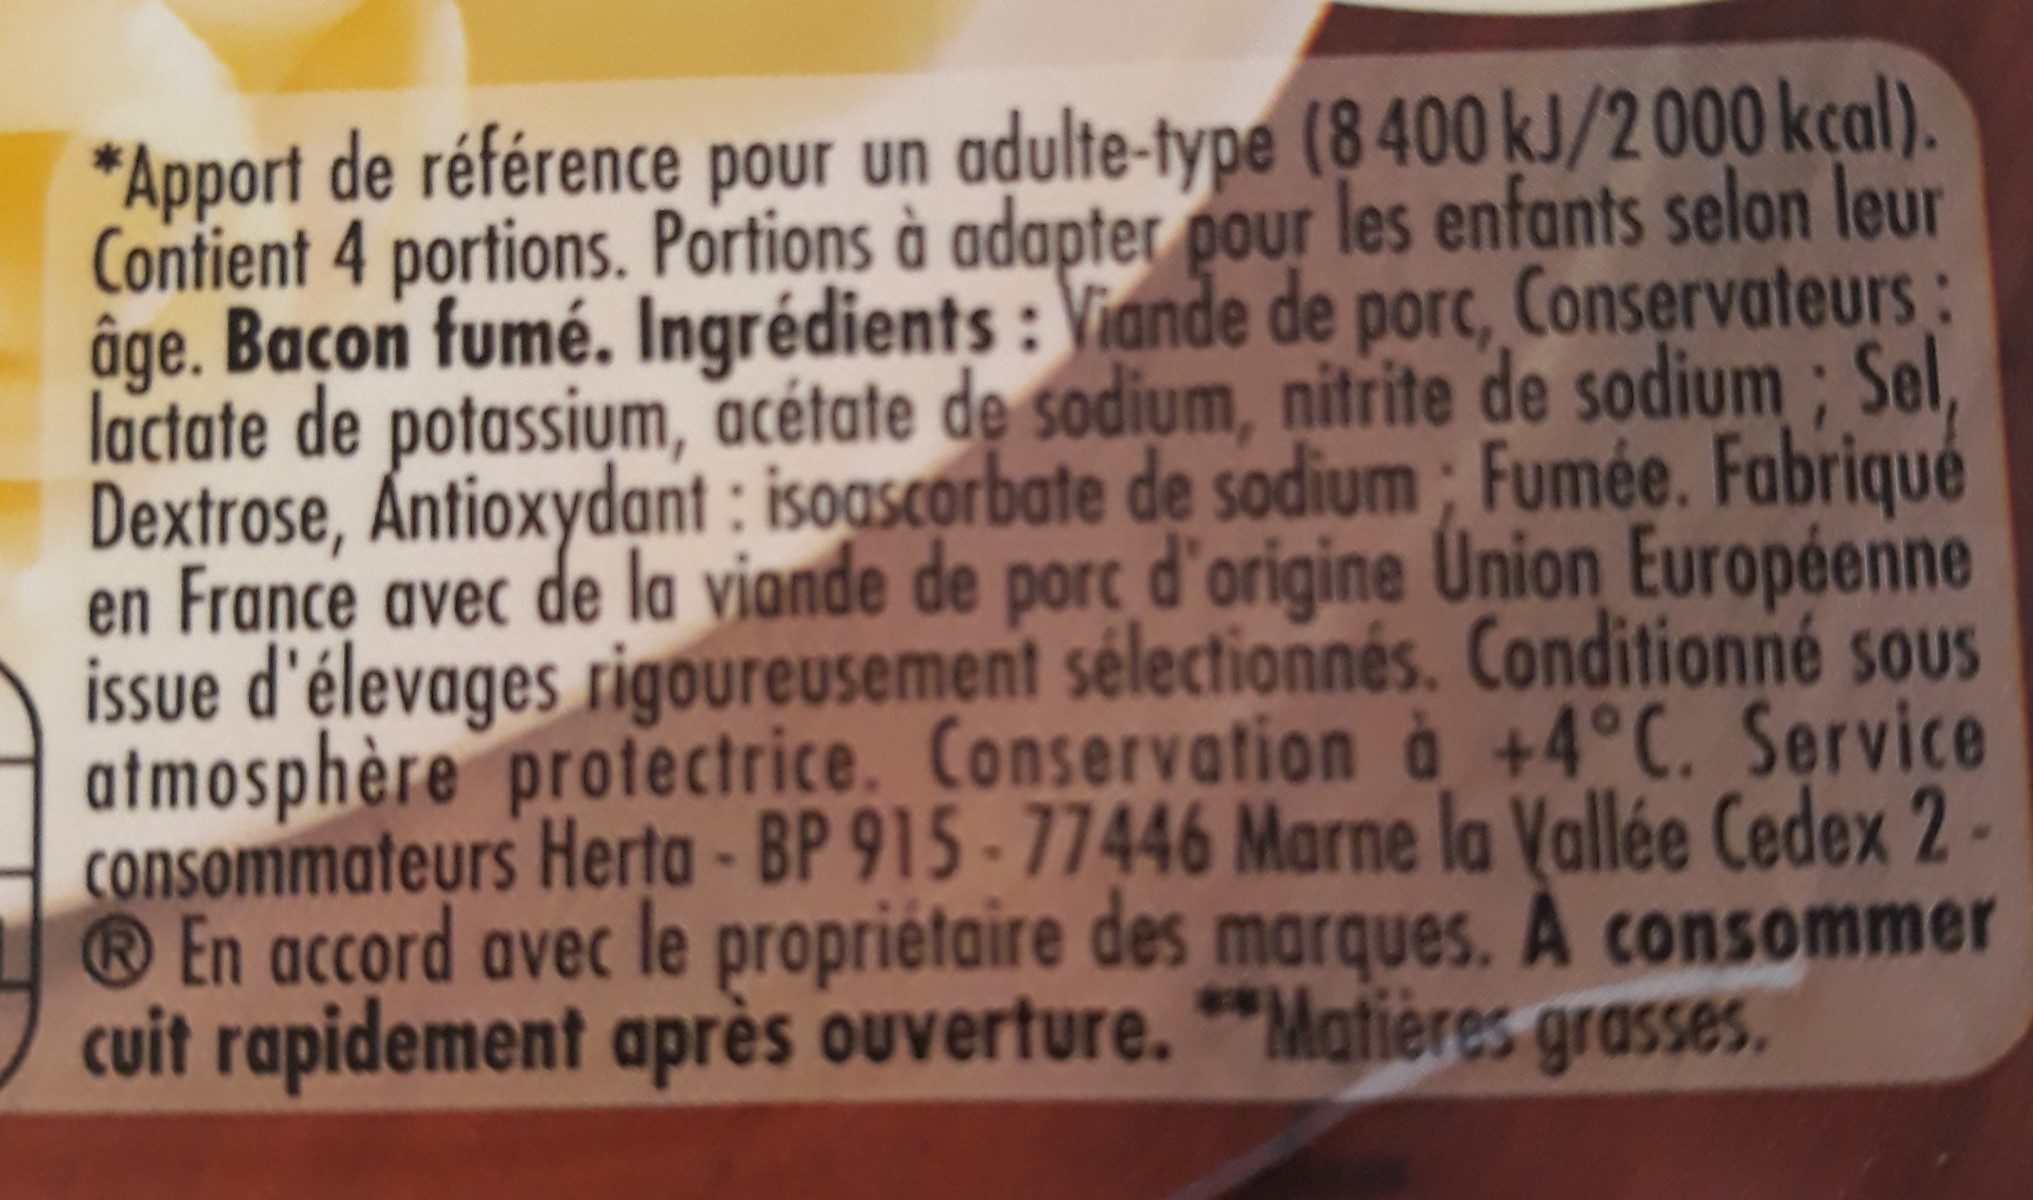 *Apport de référence pour un adulte-type (8 400 kJ/2 000 kcal).
Contient 4 portions. Portions à adapter pour les enfants selon leur
âge. Bacon fumé. Ingrédients : Viande de porc, Conservateurs :
lactate de potassium, acétate de sodium, nitrite de sodium ; Sel,
Dextrose, Antioxydant : isoascorbate de sodium ; Fumée. Fabriqué
en France avec de la viande de porc d'origine Union Européenne
issue d'élevages rigoureusement sélectionnés. Conditionné sous
atmosphère protectrice. Conservation à +4°C. Service
consommateurs Herta - BP 915 - 77446 Marne la Vallée Cedex 2 -
® En accord avec le propriétaire des marques. À consommer
cuit rapidement après ouverture. **Matières grasses.